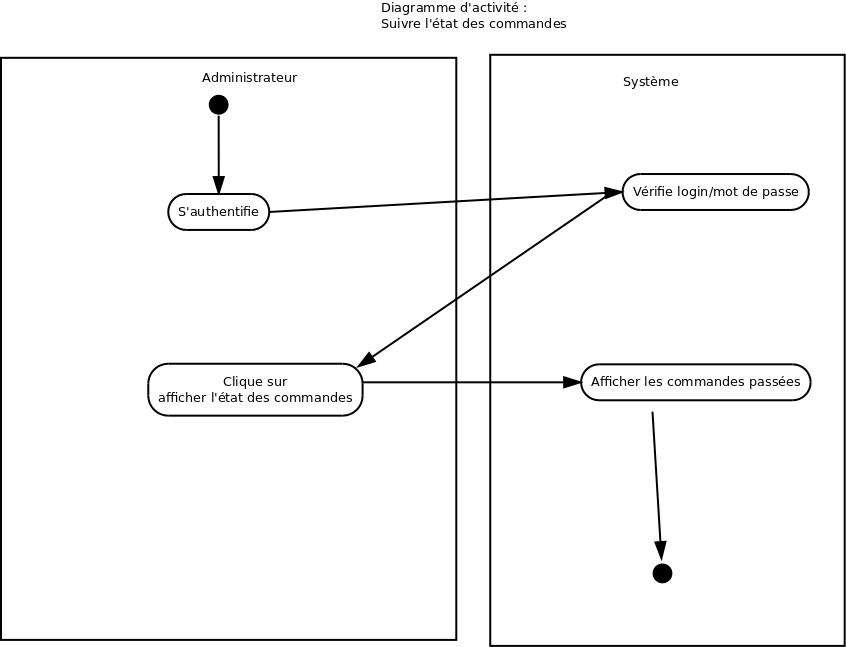 Diagramme d'activité :
Suivre l'état des commandes
Administrateur
Système
S'authentifie
Vérifie login/mot de passe
Clique sur
afficher l'état des commandes
Afficher les commandes passées